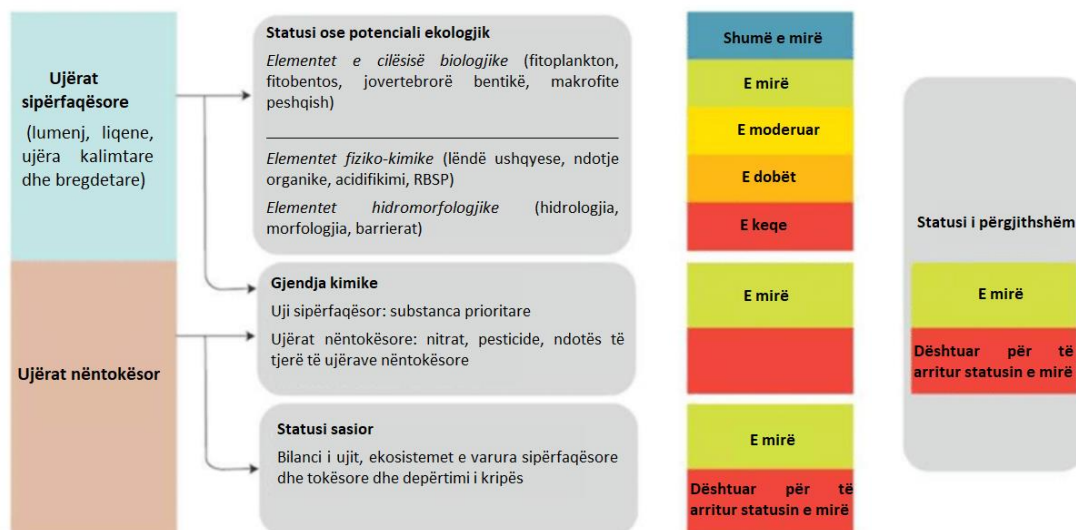 Ujërat
sipërfaqësore
(lumenj, liqene,
ujëra kalimtare
dhe bregdetare)
Ujërat nëntokësor
Statusi ose potenciali ekologjik
Elementet e cilësisë biologjike (fitoplankton,
fitobentos, jovertebrorë bentikë, makrofite
peshqish)
Elementet fiziko-kimike (lëndë ushqyese, ndotje
organike, acidifikimi, RBSP)
Elementet hidromorfologjike (hidrologjia,
morfologjia, barrierat)
Gjendja kimike
Uji sipërfaqësor: substanca prioritare
Ujërat nëntokësore: nitrat, pesticide, ndotës të
tjerë të ujërave nëntokësore
Statusi sasior
Bilanci i ujit, ekosistemet e varura sipërfaqësore
dhe tokësore dhe depërtimi i kripës
Shumë e mirë
E mirë
E moderuar
E dobët
E keqe
E mirë
E mirë
Dështuar për të
arritur statusin e mirë
Statusi i përgjithshëm
E mirë
Dështuar për të
arritur statusin e mirë